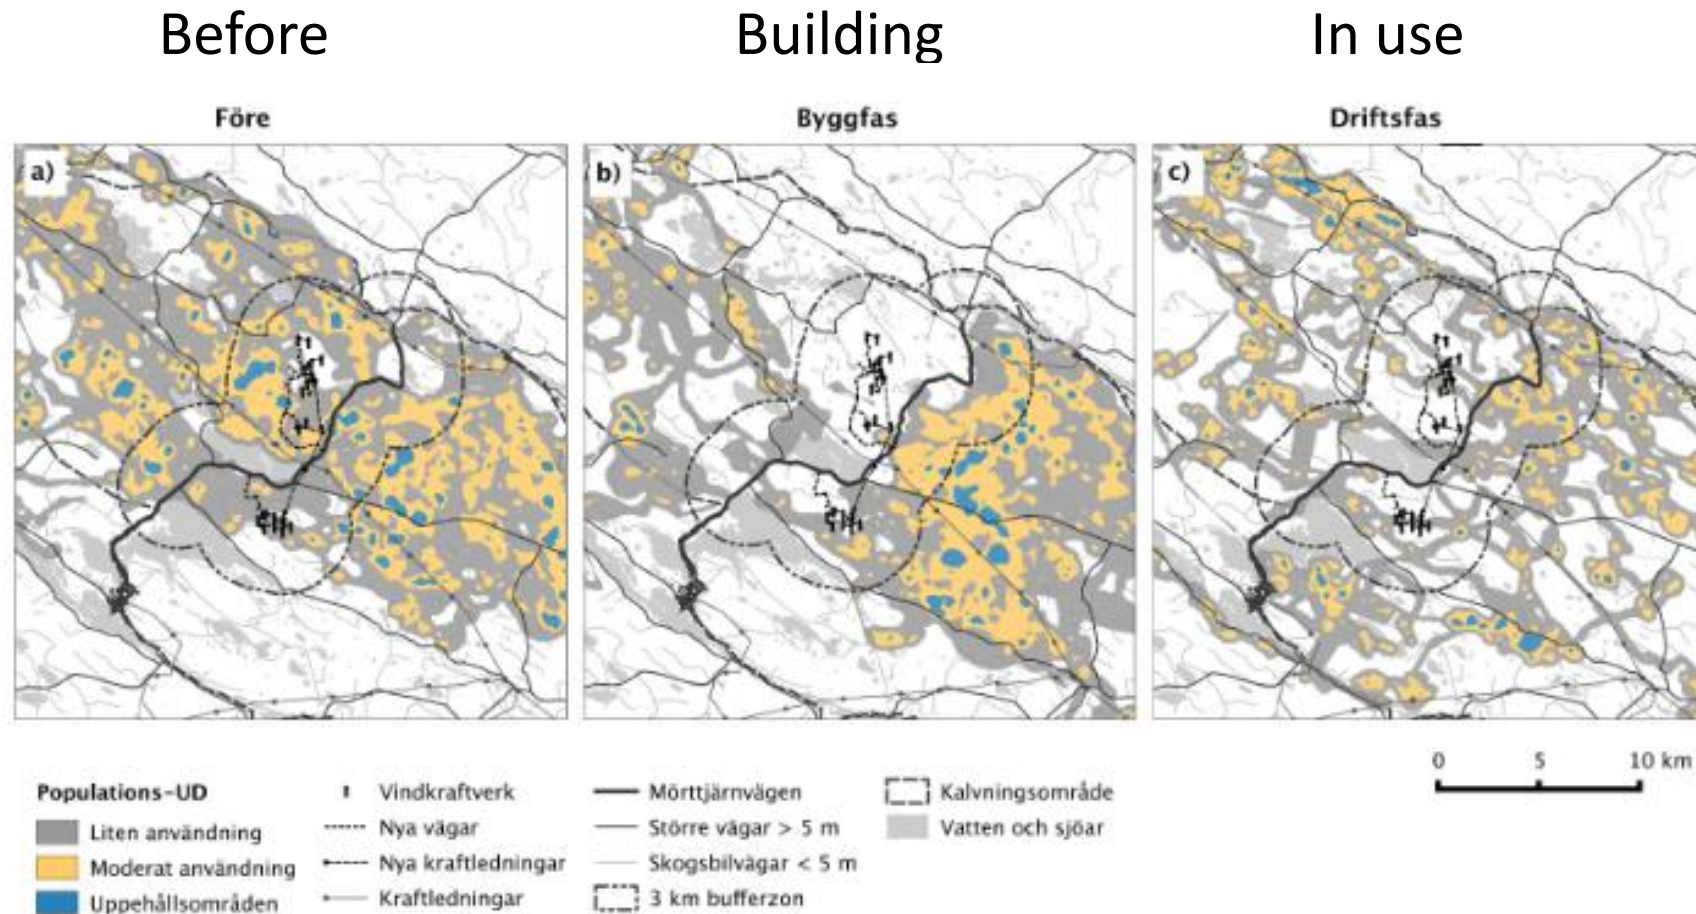 Before Building In use
Före Byggfas Driftsfas
a) b) c)
0 5 10 km
Populations-UD
Liten användning
Moderat användning
Uppehållsområden
Vindkraftverk
Nya vägar
Nya kraftledningar
Kraftledningar
Mörttjärnvägen
Större vägar > 5 m
Skogsbilvägar < 5 m
3 km bufferzon
Kalvningsområde
Vatten och sjöar